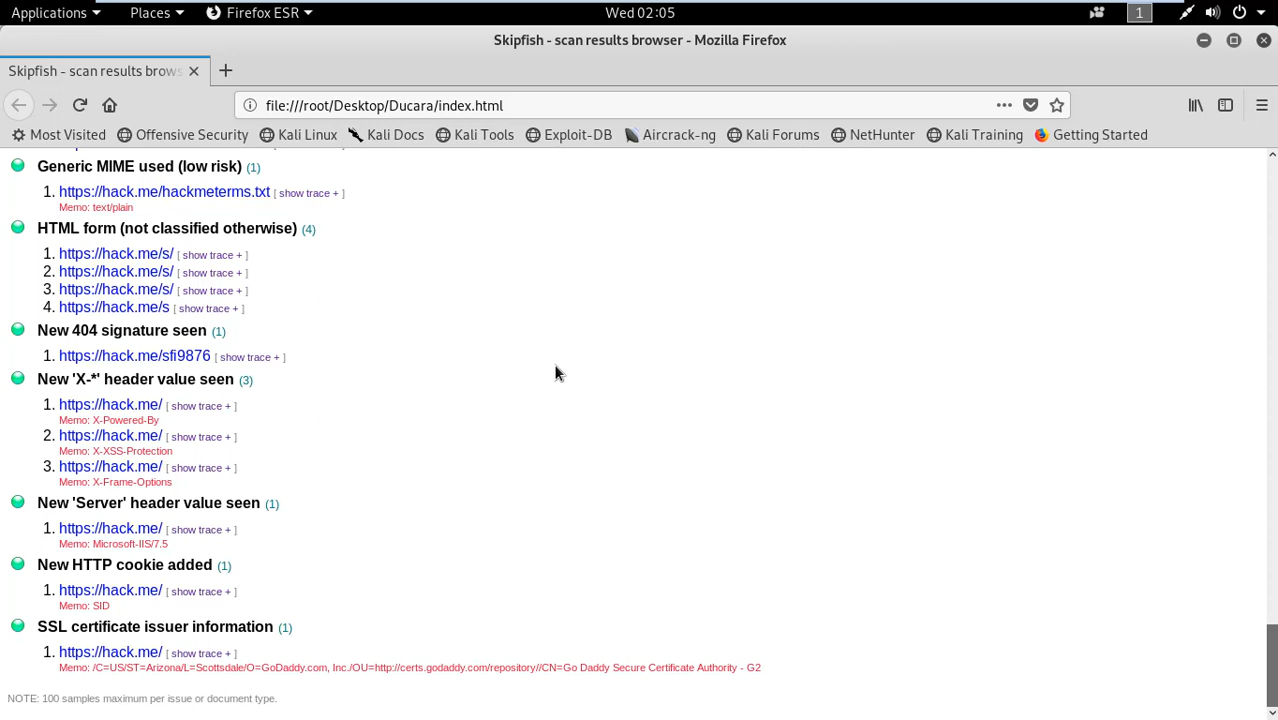 Applications
Places
Firefox ESR
Wed 02:05
1
Skipfish - scan results browser - Mozilla Firefox
Skipfish - scan results brows
file:///root/Desktop/Ducara/index.html
Most Visited
Offensive Security
Kali Linux
Kali Docs
Kali Tools
Exploit-DB
Aircrack-ng
Kali Forums
NetHunter
Kali Training
Getting Started
Generic MIME used (low risk) (1)
1. https://hack.me/hackmeterms.txt [ show trace + ]
Memo: text/plain
HTML form (not classified otherwise) (4)
1. https://hack.me/s/ [ show trace + ]
2. https://hack.me/s/ [ show trace + ]
3. https://hack.me/s/ [ show trace + ]
4. https://hack.me/s [ show trace + ]
New 404 signature seen (1)
1. https://hack.me/sfi9876 [ show trace + ]
New 'X-*' header value seen (3)
1. https://hack.me/ [ show trace + ]
Memo: X-Powered-By
2. https://hack.me/ [ show trace + ]
Memo: X-XSS-Protection
3. https://hack.me/ [ show trace + ]
Memo: X-Frame-Options
New 'Server' header value seen (1)
1. https://hack.me/ [ show trace + ]
Memo: Microsoft-IIS/7.5
New HTTP cookie added (1)
1. https://hack.me/ [ show trace + ]
Memo: SID
SSL certificate issuer information (1)
1. https://hack.me/ [ show trace + ]
Memo: /C=US/ST=Arizona/L=Scottsdale/O=GoDaddy.com, Inc./OU=http://certs.godaddy.com/repository//CN=Go Daddy Secure Certificate Authority - G2
NOTE: 100 samples maximum per issue or document type.